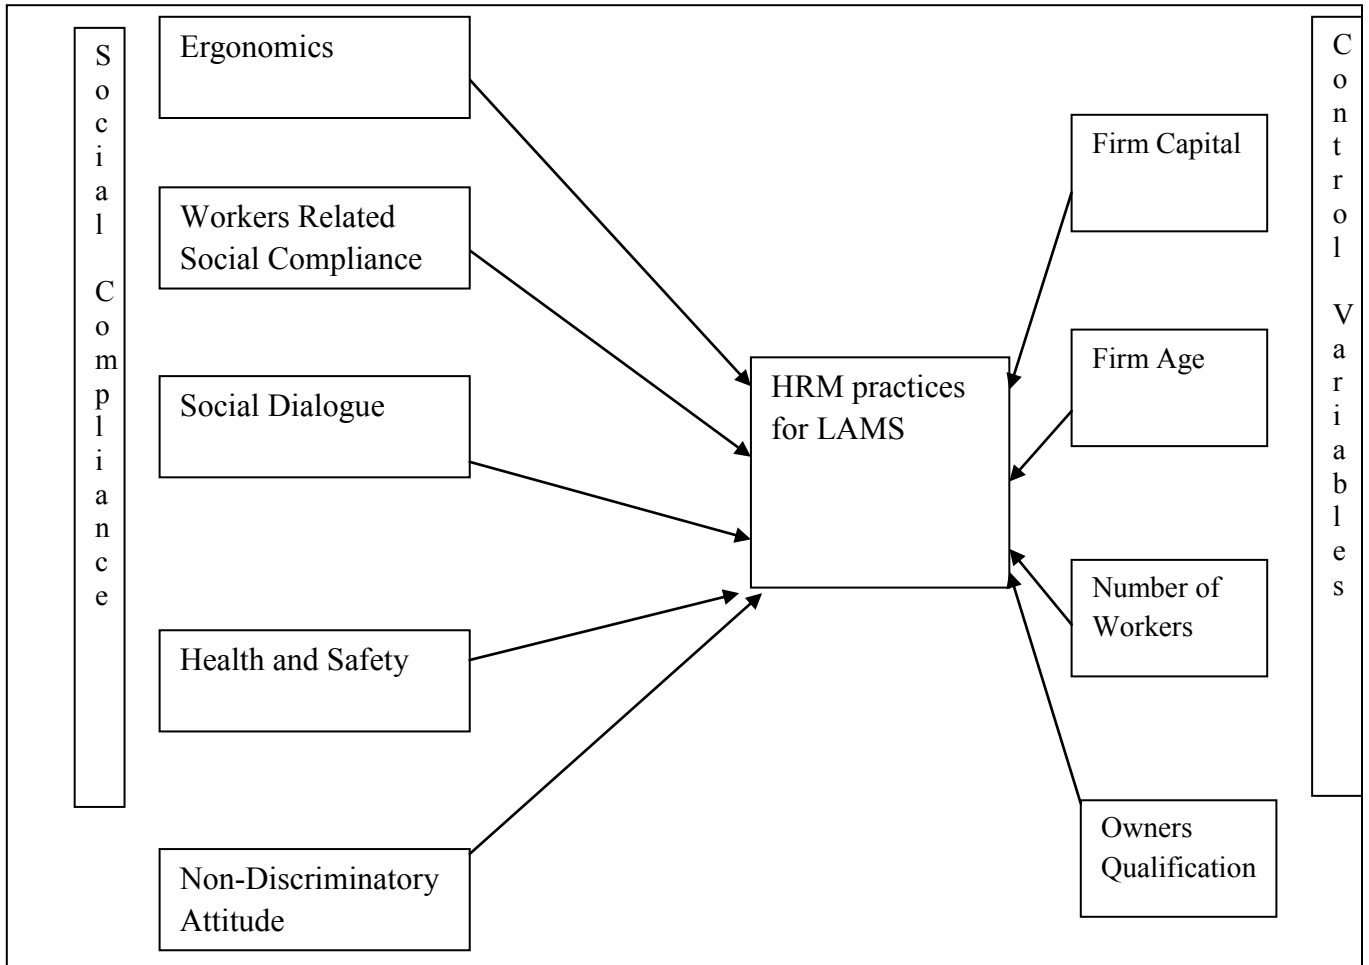 Social Compliance
Ergonomics
Workers Related
Social Compliance
Social Dialogue
Health and Safety
Non-Discriminatory
Attitude
HRM practices
for LAMS
Firm Capital
Firm Age
Number of
Workers
Owners
Qualification
Control Variables